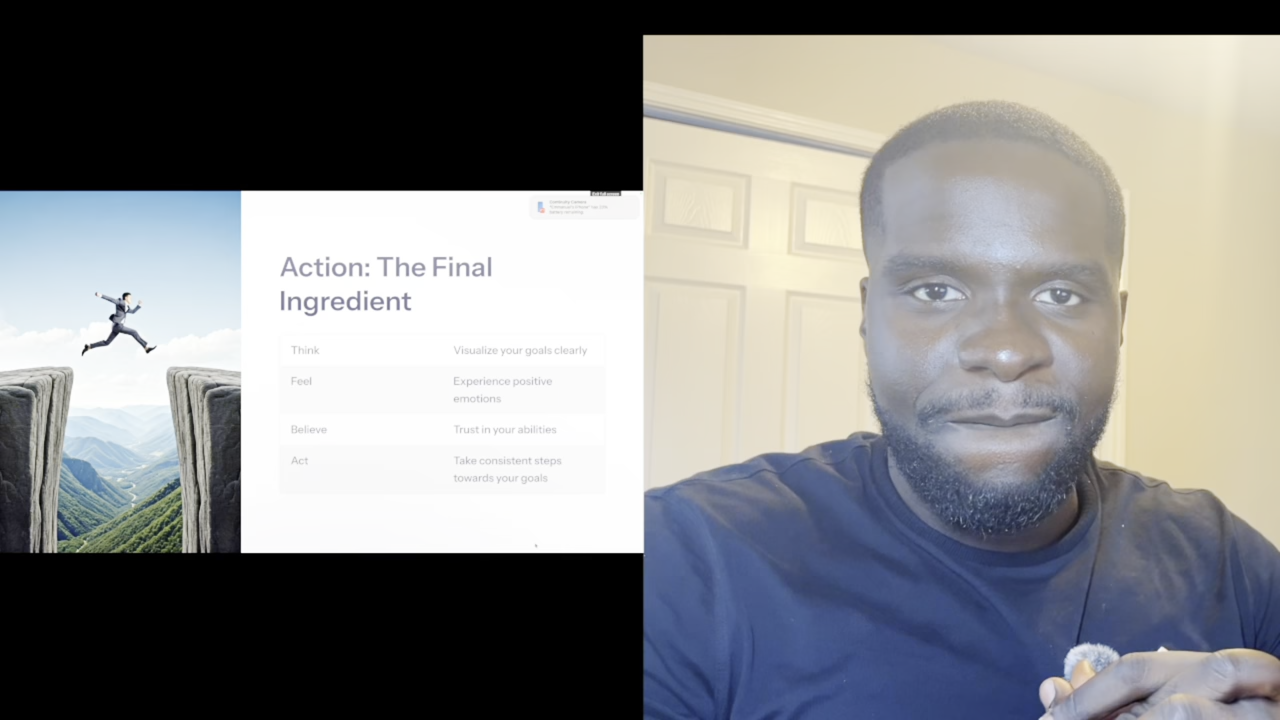 Action: The Final
Ingredient
Think
Visualize your goals clearly
Feel
Experience positive
emotions
Believe
Trust in your abilities
Act
Take consistent steps
towards your goals